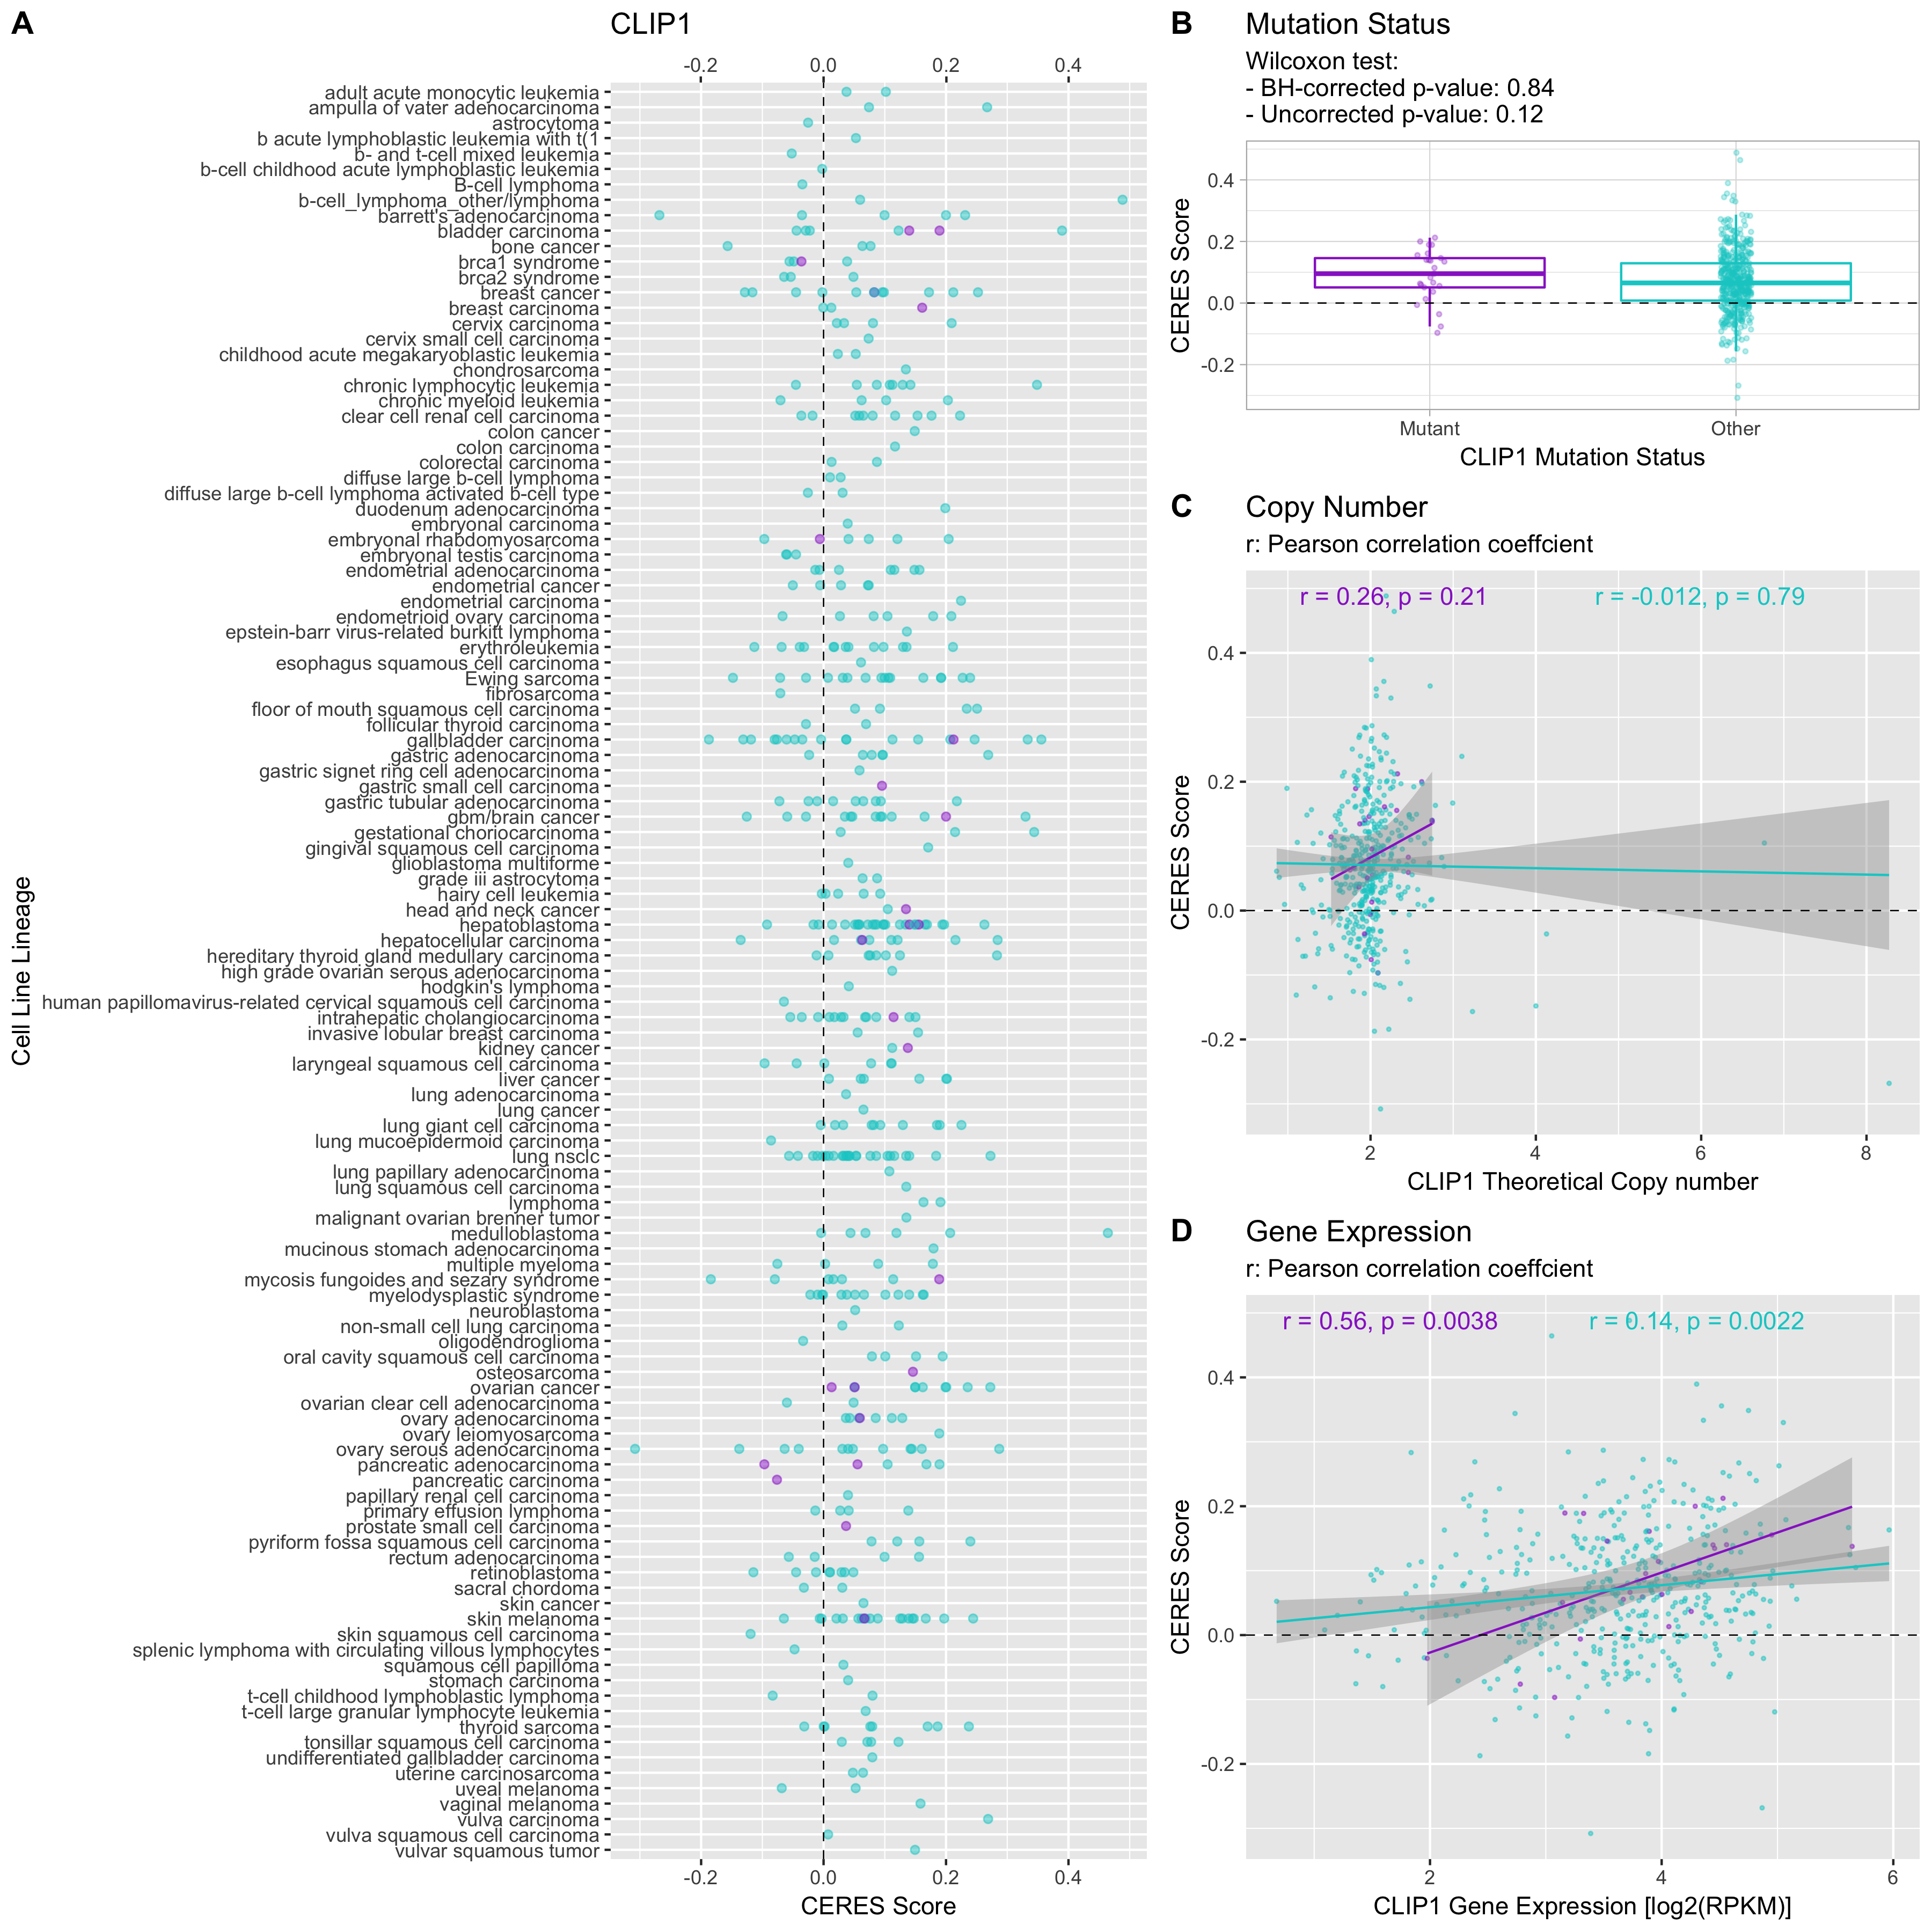 A
CLIP1
-0.2 0.0 0.2 0.4
adult acute monocytic leukemia
ampulla of vater adenocarcinoma
astrocytoma
b acute lymphoblastic leukemia with t(1
b- and t-cell mixed leukemia
b-cell childhood acute lymphoblastic leukemia
B-cell lymphoma
b-cell_lymphoma_other/lymphoma
barrett's adenocarcinoma
bladder carcinoma
bone cancer
brca1 syndrome
brca2 syndrome
breast cancer
breast carcinoma
cervix carcinoma
cervix small cell carcinoma
childhood acute megakaryoblastic leukemia
chondrosarcoma
chronic lymphocytic leukemia
chronic myeloid leukemia
clear cell renal cell carcinoma
colon cancer
colon carcinoma
colorectal carcinoma
diffuse large b-cell lymphoma
diffuse large b-cell lymphoma activated b-cell type
duodenum adenocarcinoma
embryonal carcinoma
embryonal rhabdomyosarcoma
embryonal testis carcinoma
endometrial adenocarcinoma
endometrial cancer
endometrial carcinoma
endometrioid ovary carcinoma
epstein-barr virus-related burkitt lymphoma
erythroleukemia
esophagus squamous cell carcinoma
Ewing sarcoma
fibrosarcoma
floor of mouth squamous cell carcinoma
follicular thyroid carcinoma
gallbladder carcinoma
gastric adenocarcinoma
gastric signet ring cell adenocarcinoma
gastric small cell carcinoma
gastric tubular adenocarcinoma
gbm/brain cancer
gestational choriocarcinoma
gingival squamous cell carcinoma
glioblastoma multiforme
grade iii astrocytoma
hairy cell leukemia
head and neck cancer
hepatoblastoma
hepatocellular carcinoma
hereditary thyroid gland medullary carcinoma
high grade ovarian serous adenocarcinoma
hodgkin's lymphoma
human papillomavirus-related cervical squamous cell carcinoma
intrahepatic cholangiocarcinoma
invasive lobular breast carcinoma
kidney cancer
laryngeal squamous cell carcinoma
liver cancer
lung adenocarcinoma
lung cancer
lung giant cell carcinoma
lung mucoepidermoid carcinoma
lung nsclc
lung papillary adenocarcinoma
lung squamous cell carcinoma
lymphoma
malignant ovarian brenner tumor
medulloblastoma
mucinous stomach adenocarcinoma
multiple myeloma
mycosis fungoides and sezary syndrome
myelodysplastic syndrome
neuroblastoma
non-small cell lung carcinoma
oligodendroglioma
oral cavity squamous cell carcinoma
osteosarcoma
ovarian cancer
ovarian clear cell adenocarcinoma
ovary adenocarcinoma
ovary leiomyosarcoma
ovary serous adenocarcinoma
pancreatic adenocarcinoma
pancreatic carcinoma
papillary renal cell carcinoma
primary effusion lymphoma
prostate small cell carcinoma
pyriform fossa squamous cell carcinoma
rectum adenocarcinoma
retinoblastoma
sacral chordoma
skin cancer
skin melanoma
skin squamous cell carcinoma
splenic lymphoma with circulating villous lymphocytes
squamous cell papilloma
stomach carcinoma
t-cell childhood lymphoblastic lymphoma
t-cell large granular lymphocyte leukemia
thyroid sarcoma
tonsillar squamous cell carcinoma
undifferentiated gallbladder carcinoma
uterine carcinosarcoma
uveal melanoma
vaginal melanoma
vulva carcinoma
vulva squamous cell carcinoma
vulvar squamous tumor
-0.2 0.0 0.2 0.4
CERES Score
Cell Line Lineage
B
Mutation Status
Wilcoxon test:
- BH-corrected p-value: 0.84
- Uncorrected p-value: 0.12
0.4
0.2
0.0
-0.2
CERES Score
Mutant Other
CLIP1 Mutation Status
C
Copy Number
r: Pearson correlation coeffcient
r = 0.26, p = 0.21 r = -0.012, p = 0.79
0.4
0.2
0.0
-0.2
CERES Score
2 4 6 8
CLIP1 Theoretical Copy number
D
Gene Expression
r: Pearson correlation coeffcient
r = 0.56, p = 0.0038 r = 0.14, p = 0.0022
0.4
0.2
0.0
-0.2
CERES Score
2 4 6
CLIP1 Gene Expression [log2(RPKM)]